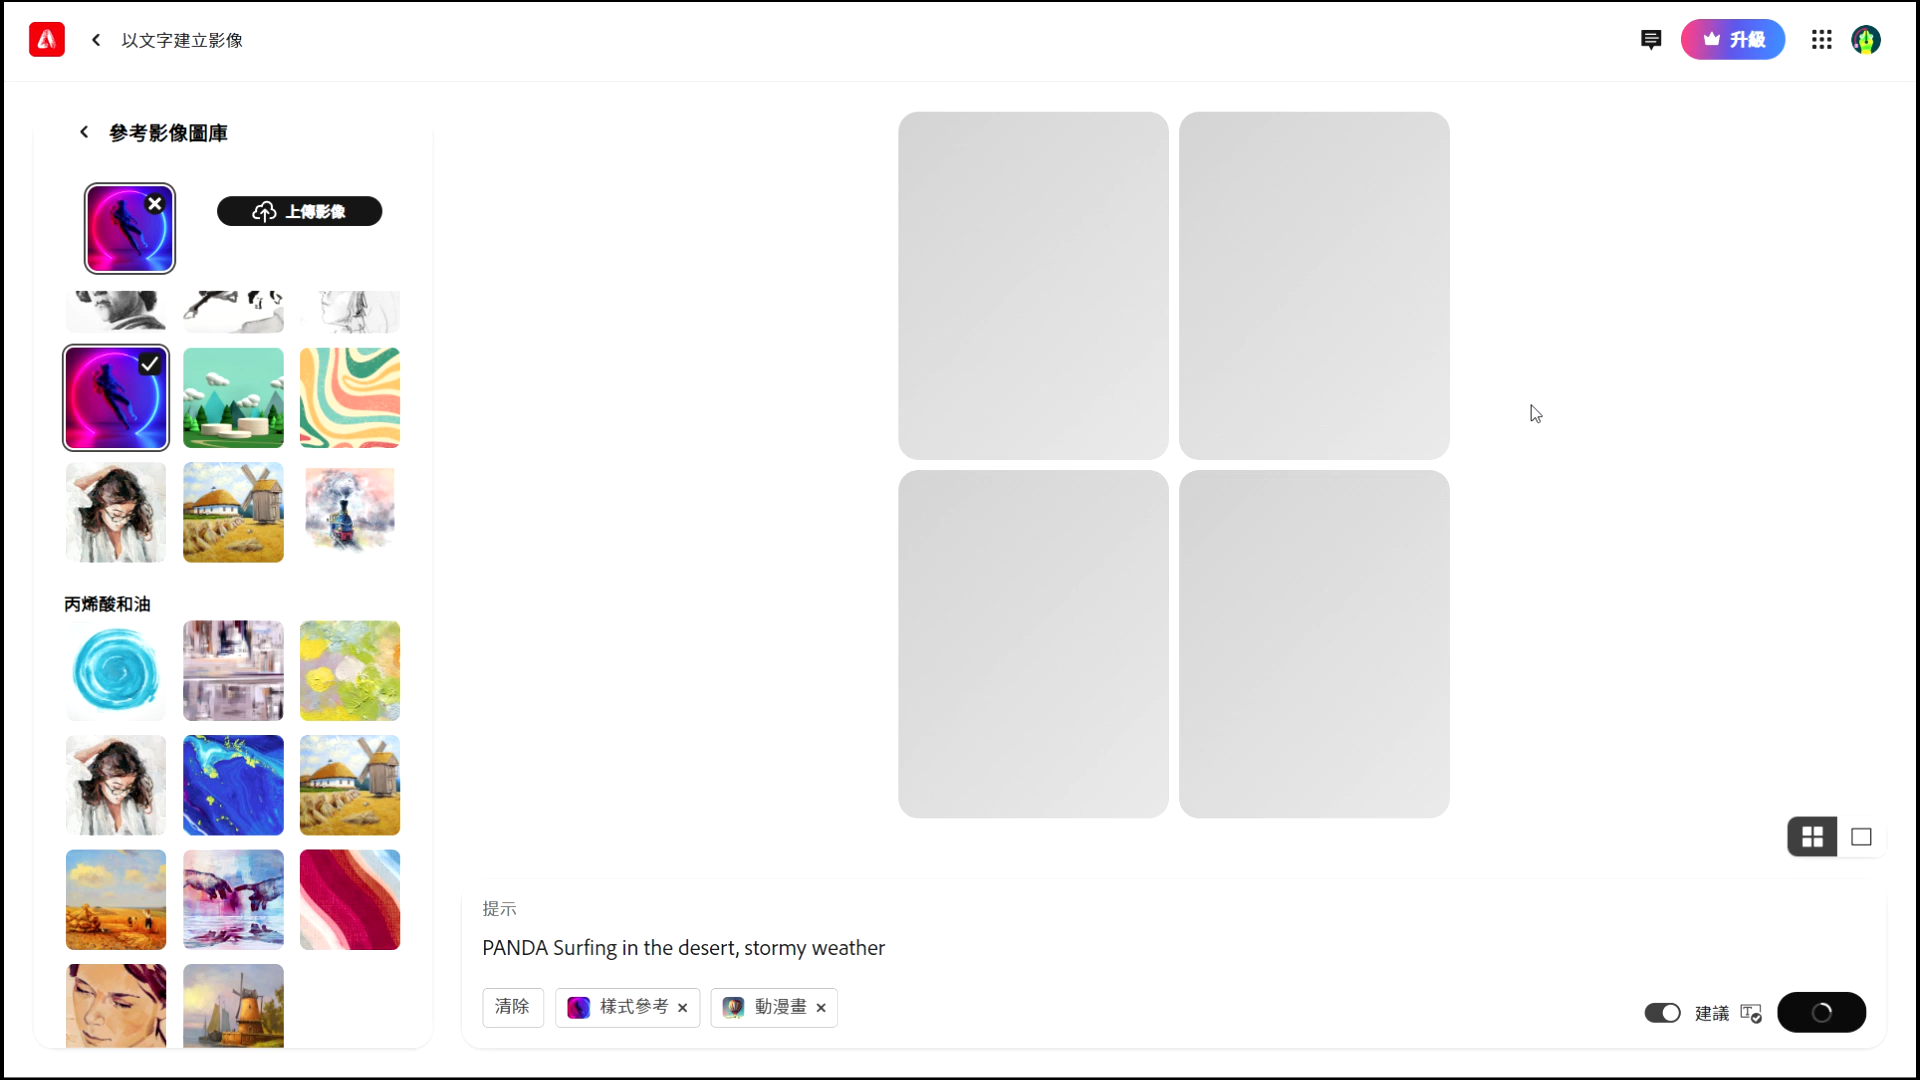 以文字建立影像
升級
參考影像圖庫
上傳影像
丙烯酸和油
提示
PANDA Surfing in the desert, stormy weather
清除
樣式參考
動漫畫
建議